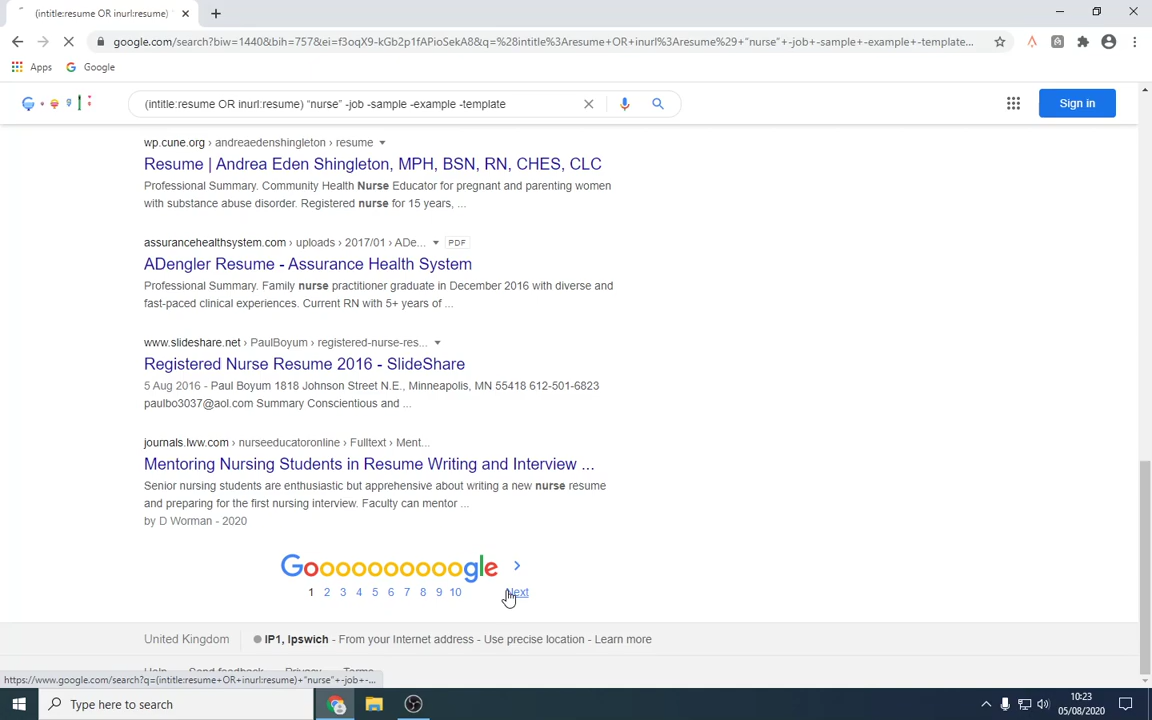 (intitle:resume OR inurl:resume)
google.com/search?biw=1440&bih=757&ei=f3oqX9-kGb2p1fAPioSekA8&q=%28intitle%3Aresume+OR+inurl%3Aresume%29+"nurse"+-job+-sample+-example+-template...
Apps Google
(intitle:resume OR inurl:resume) "nurse" -job -sample -example -template
Sign in
wp.cune.org › andreaedenshingleton › resume
Resume | Andrea Eden Shingleton, MPH, BSN, RN, CHES, CLC
Professional Summary. Community Health Nurse Educator for pregnant and parenting women
with substance abuse disorder. Registered nurse for 15 years, ...
assurancehealthsystem.com › uploads › 2017/01 › ADe... PDF
ADengler Resume - Assurance Health System
Professional Summary. Family nurse practitioner graduate in December 2016 with diverse and
fast-paced clinical experiences. Current RN with 5+ years of ...
www.slideshare.net › PaulBoyum › registered-nurse-res...
Registered Nurse Resume 2016 - SlideShare
5 Aug 2016 - Paul Boyum 1818 Johnson Street N.E., Minneapolis, MN 55418 612-501-6823
paulbo3037@aol.com Summary Conscientious and ...
journals.lww.com › nurseeducatoronline › Fulltext › Ment...
Mentoring Nursing Students in Resume Writing and Interview ...
Senior nursing students are enthusiastic but apprehensive about writing a new nurse resume
and preparing for the first nursing interview. Faculty can mentor ...
by D Worman - 2020
Goooooooooogle >
1 2 3 4 5 6 7 8 9 10 Next
United Kingdom IP1, Ipswich - From your Internet address - Use precise location - Learn more
Help Send feedback Privacy Terms
https://www.google.com/search?q=(intitle:resume+OR+inurl:resume)+"nurse"+-job+-...
Type here to search
10:23
05/08/2020